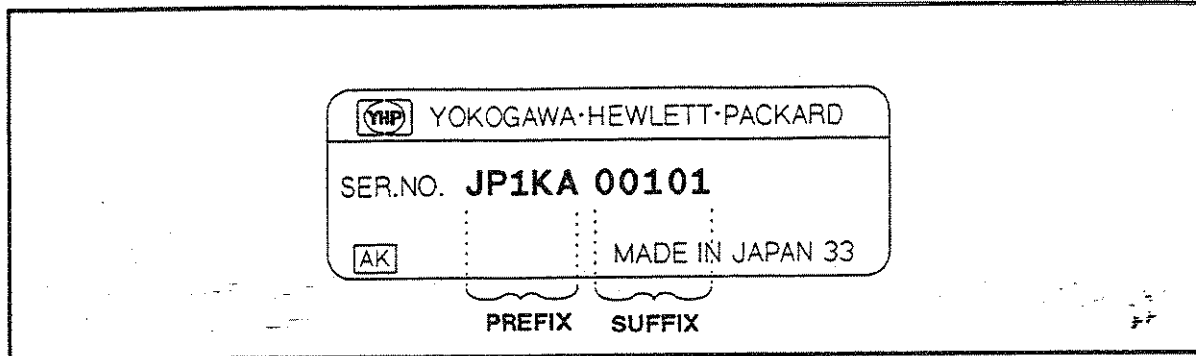 YHP YOKOGAWA·HEWLETT·PACKARD
SER.NO. JP1KA 00101
AK MADE IN JAPAN 33
PREFIX SUFFIX